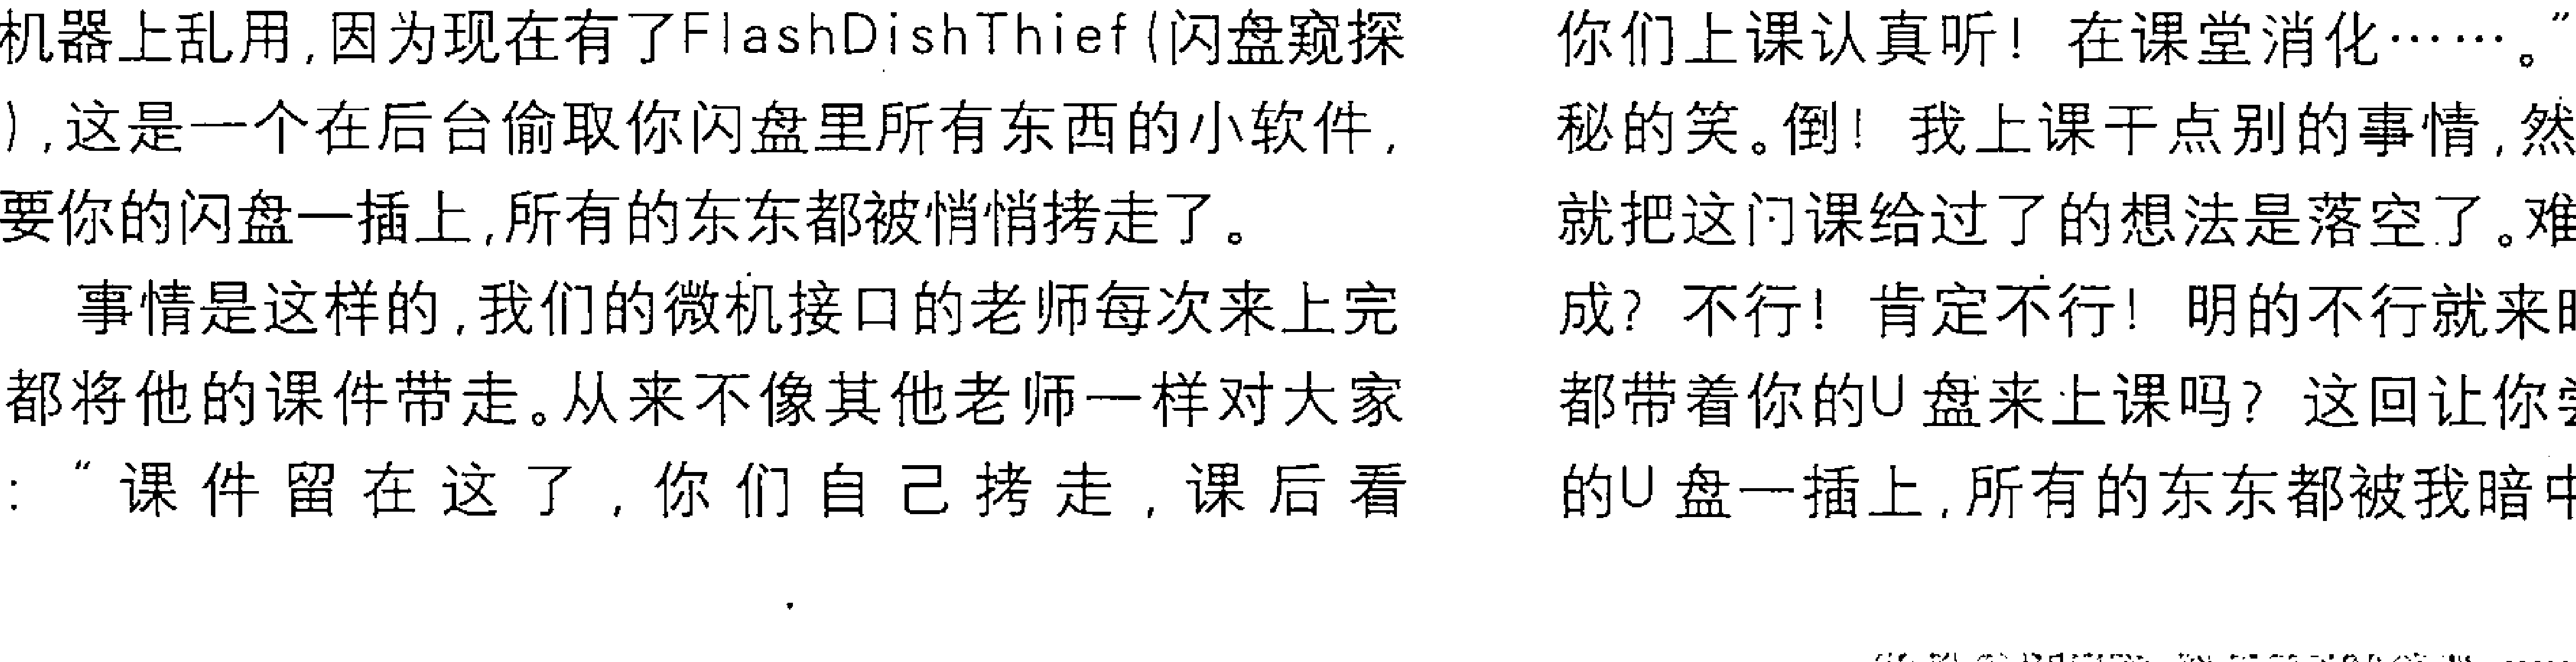 机器上乱用,因为现在有了FlashDishThief(闪盘窥探
),这是一个在后台偷取你闪盘里所有东西的小软件,
要你的闪盘一插上,所有的东东都被悄悄拷走了。
事情是这样的,我们的微机接口的老师每次来上完
都将他的课件带走。从来不像其他老师一样对大家
:“课件留在这了,你们自己拷走,课后看
你们上课认真听!在课堂消化……。”
秘的笑。倒!我上课干点别的事情,然
就把这门课给过了的想法是落空了。难
成?不行!肯定不行!明的不行就来
都带着你的U盘来上课吗?这回让你
的U盘一插上,所有的东东都被我暗中